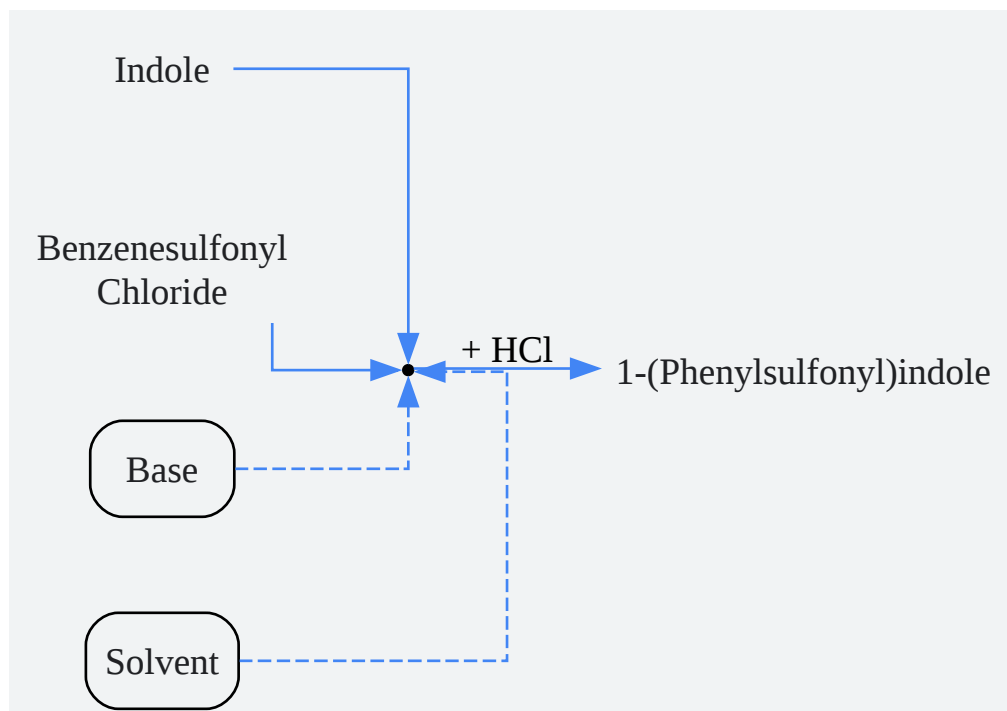 Indole
Benzenesulfonyl
Chloride
+ HCl
1-(Phenylsulfonyl)indole
Base
Solvent